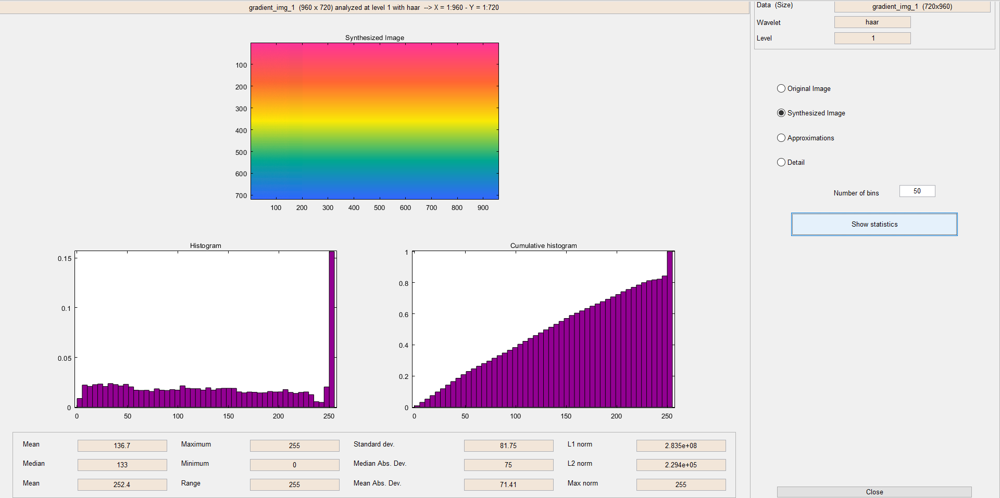 gradient_img_1 (960 x 720) analyzed at level 1 with haar --> X = 1:960 - Y = 1:720
Data (Size) gradient_img_1 (720x960)
Wavelet haar
Level 1
Synthesized Image
100
200
300
400
500
600
700
100 200 300 400 500 600 700 800 900
Original Image
Synthesized Image
Approximations
Detail
Number of bins 50
Show statistics
Histogram
0.15
0.1
0.05
0
0 50 100 150 200 250
Cumulative histogram
1
0.8
0.6
0.4
0.2
0
0 50 100 150 200 250
Mean 136.7 Maximum 255 Standard dev. 81.75 L1 norm 2.835e+08
Median 133 Minimum 0 Median Abs. Dev. 75 L2 norm 2.294e+05
Mean 252.4 Range 255 Mean Abs. Dev. 71.41 Max norm 255
Close